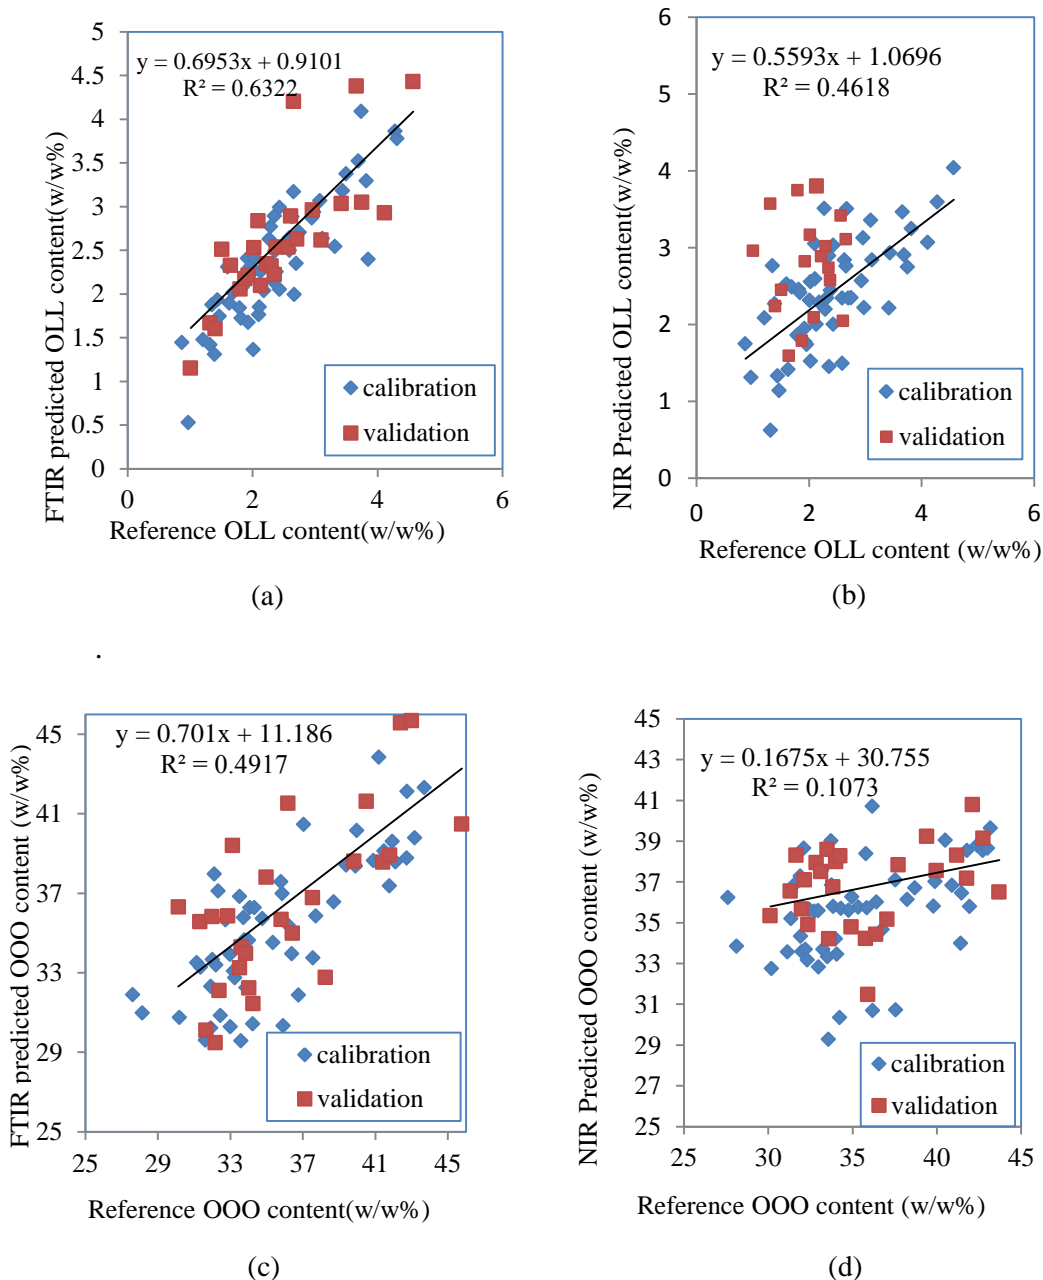 5
4.5
4
3.5
3
2.5
2
1.5
1
0.5
0
0
2
4
6
y = 0.6953x + 0.9101
R² = 0.6322
calibration
validation
FTIR predicted OLL content(w/w%)
Reference OLL content(w/w%)
(a)
6
5
4
3
2
1
0
0
2
4
6
y = 0.5593x + 1.0696
R² = 0.4618
calibration
validation
NIR Predicted OLL content(w/w%)
Reference OLL content (w/w%)
(b)
.
45
41
37
33
29
25
25
29
33
37
41
45
y = 0.701x + 11.186
R² = 0.4917
calibration
validation
FTIR predicted OOO content (w/w%)
Reference OOO content(w/w%)
(c)
45
43
41
39
37
35
33
31
29
27
25
25
30
35
40
45
y = 0.1675x + 30.755
R² = 0.1073
calibration
validation
NIR Predicted OOO content (w/w%)
Reference OOO content (w/w%)
(d)